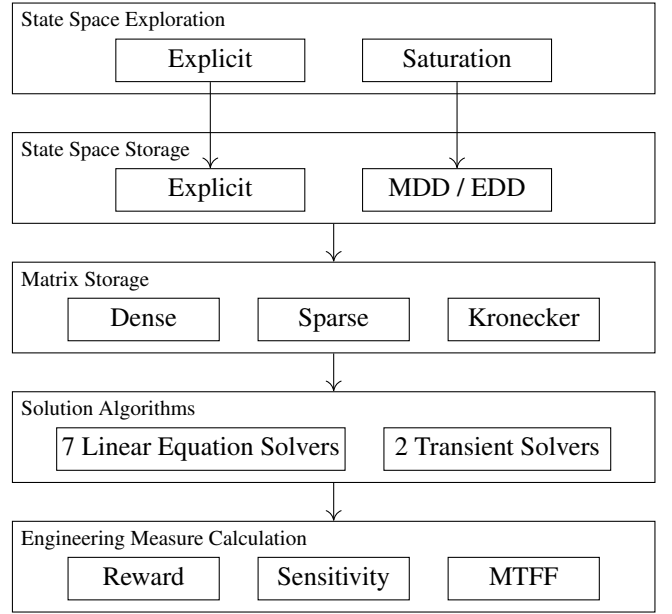 State Space Exploration
Explicit Saturation
State Space Storage
Explicit MDD / EDD
Matrix Storage
Dense Sparse Kronecker
Solution Algorithms
7 Linear Equation Solvers 2 Transient Solvers
Engineering Measure Calculation
Reward Sensitivity MTFF